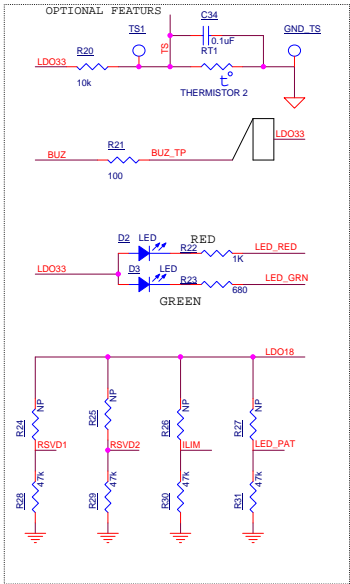 OPTIONAL FEATURS
C34
TS1
GND_TS
0.1uF
TS
R20
RT1
LDO33
t°
10k
THERMISTOR 2
LDO33
R21
BUZ
BUZ_TP
100
D2 LED
RED
R22
LED_RED
1K
LDO33
D3 LED
R23
LED_GRN
680
GREEN
LDO18
R24 NP
R25 NP
R26 NP
R27 NP
RSVD1
RSVD2
ILIM
LED_PAT
R28 47k
R29 47k
R30 47k
R31 47k